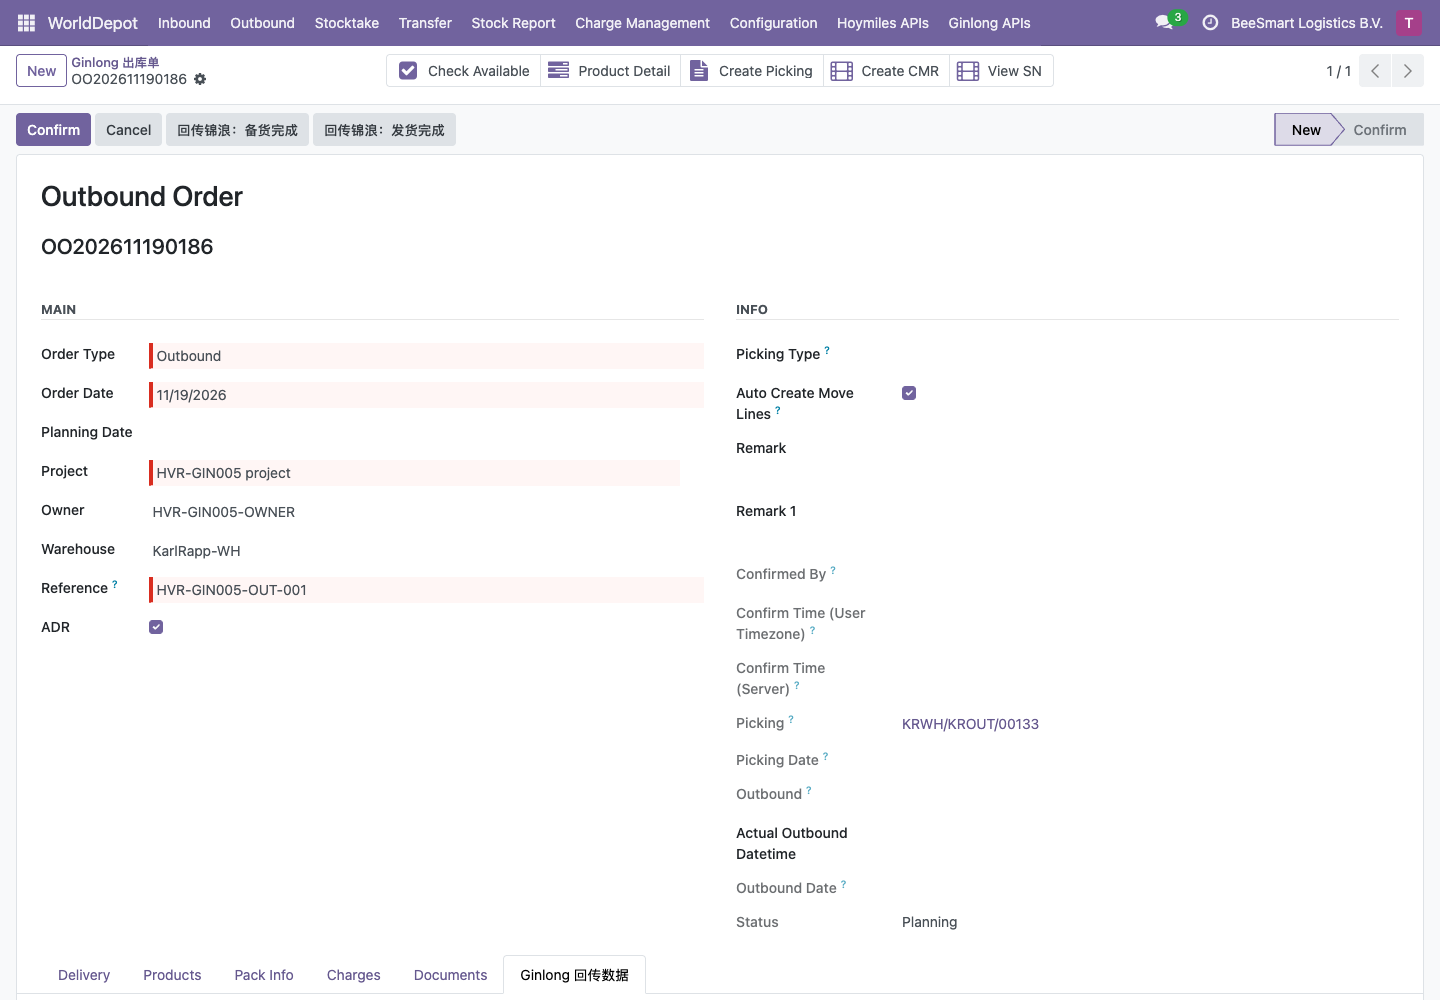 WorldDepot Inbound Outbound Stocktake Transfer Stock Report Charge Management Configuration Hoymiles APIs Ginlong APIs 3 BeeSmart Logistics B.V. T
New
Ginlong 出库单
OO202611190186
Check Available Product Detail Create Picking Create CMR View SN
1 / 1
Confirm Cancel 回传锦浪：备货完成 回传锦浪：发货完成
New Confirm
Outbound Order
OO202611190186
MAIN
Order Type Outbound
Order Date 11/19/2026
Planning Date
Project HVR-GIN005 project
Owner HVR-GIN005-OWNER
Warehouse KarlRapp-WH
Reference ? HVR-GIN005-OUT-001
ADR
INFO
Picking Type ?
Auto Create Move
Lines ?
Remark
Remark 1
Confirmed By ?
Confirm Time (User
Timezone) ?
Confirm Time
(Server) ?
Picking ? KRWH/KROUT/00133
Picking Date ?
Outbound ?
Actual Outbound
Datetime
Outbound Date ?
Status Planning
Delivery Products Pack Info Charges Documents Ginlong 回传数据